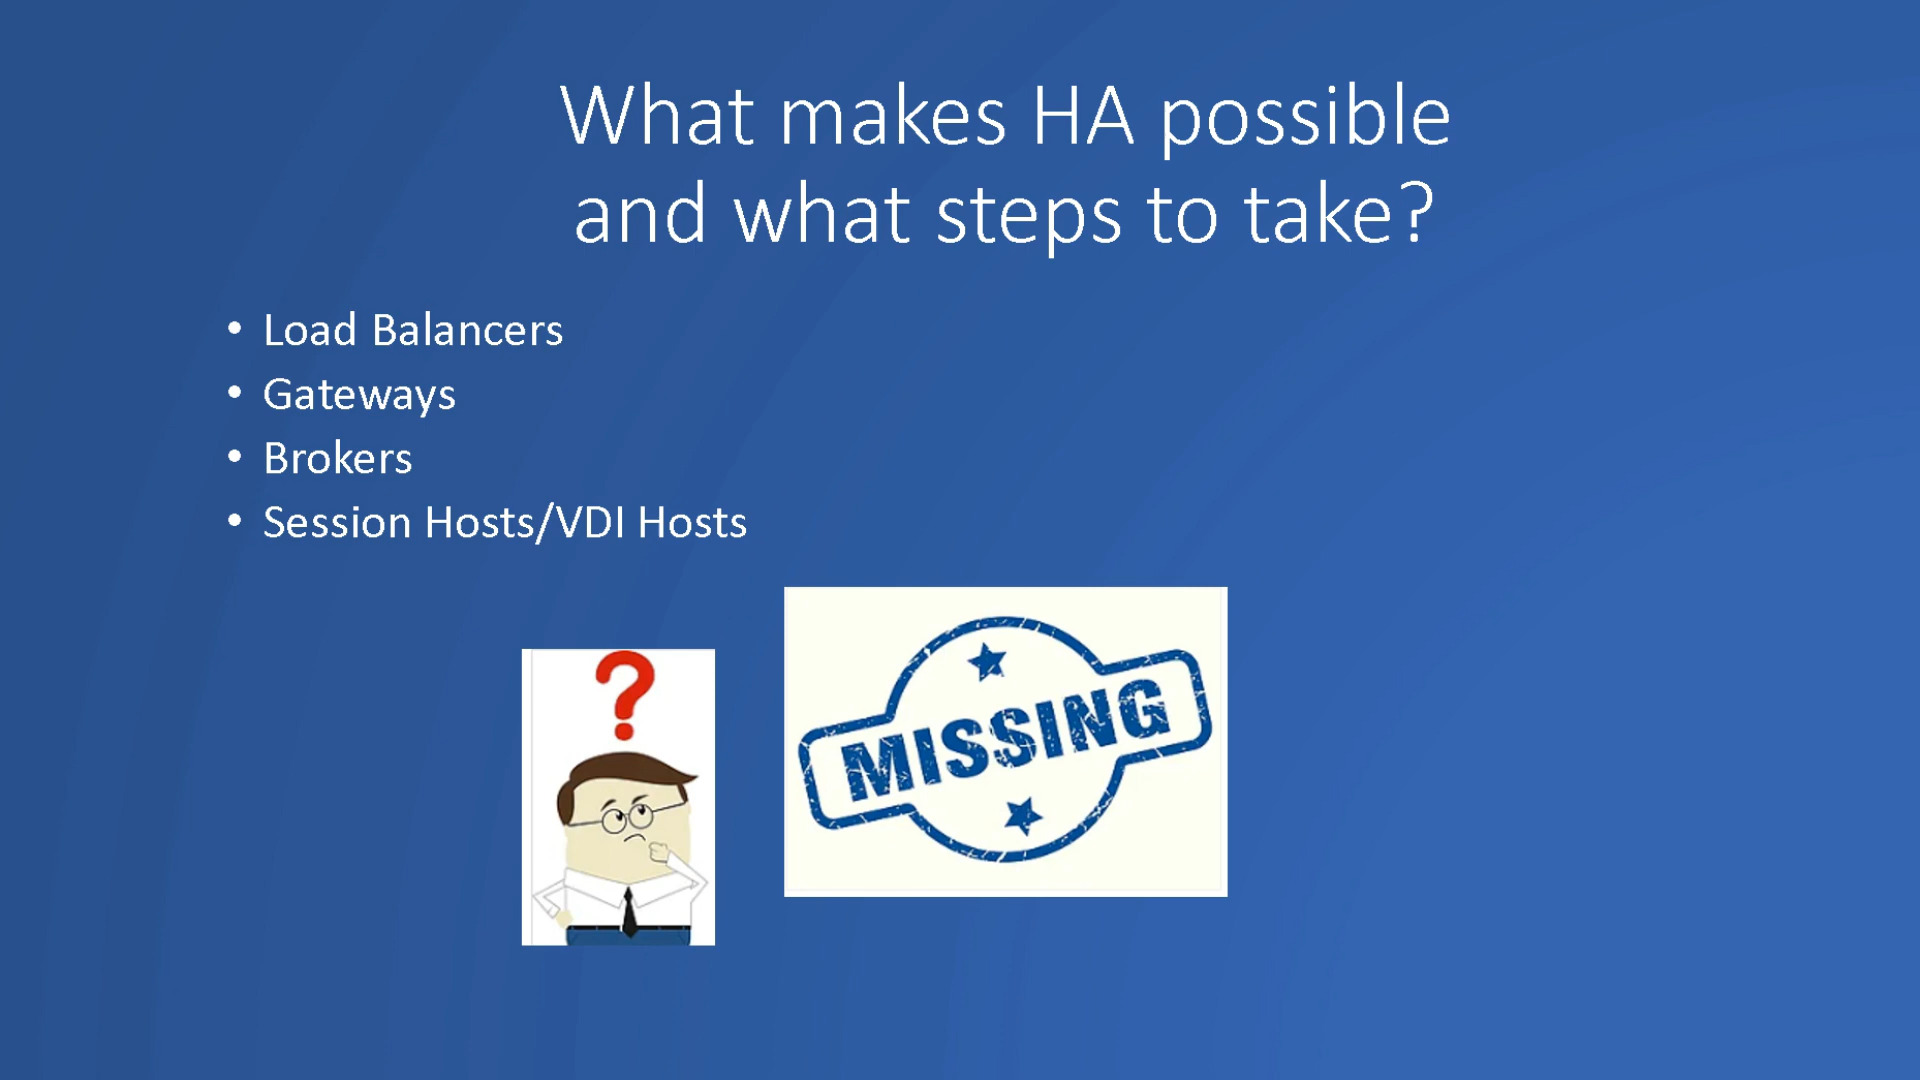 What makes HA possible
and what steps to take?
• Load Balancers
• Gateways
• Brokers
• Session Hosts/VDI Hosts
?
MISSING